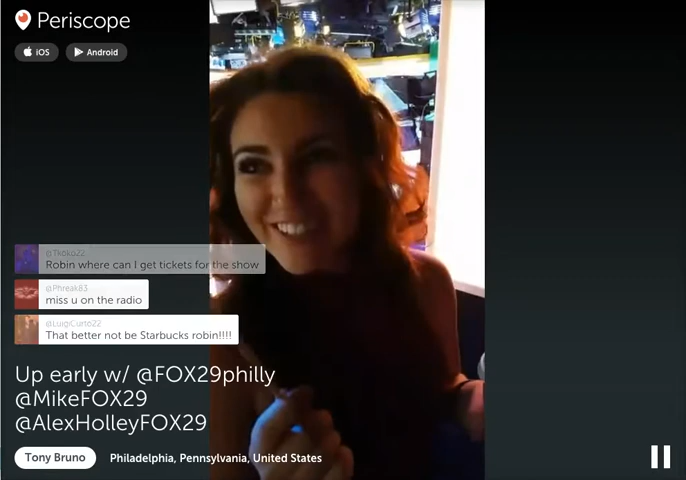 Periscope
iOS
Android
@Tkoko22
Robin where can I get tickets for the show
@Phreak83
miss u on the radio
@LuigiCurto22
That better not be Starbucks robin!!!!
Up early w/ @FOX29philly
@MikeFOX29
@AlexHolleyFOX29
Tony Bruno
Philadelphia, Pennsylvania, United States